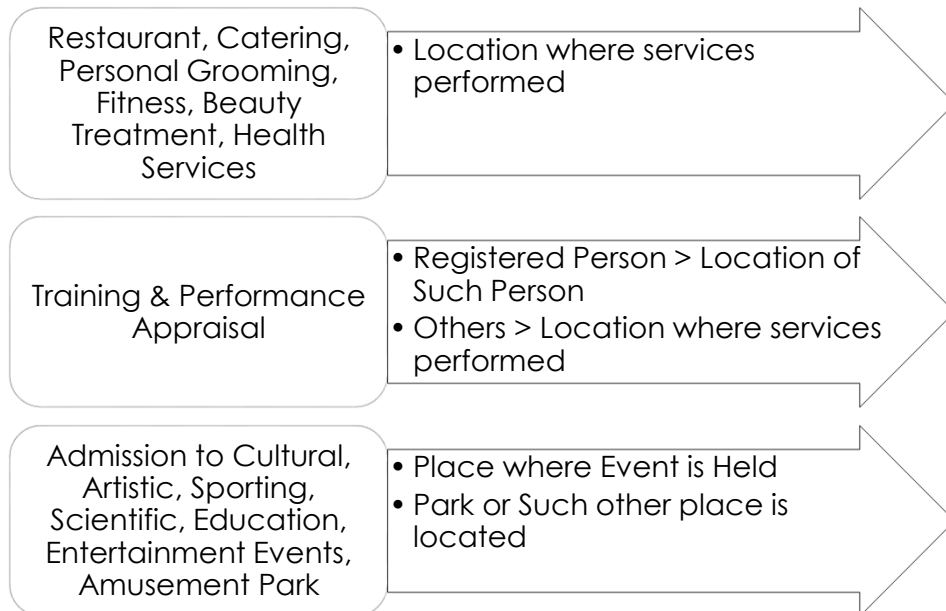 Restaurant, Catering,
Personal Grooming,
Fitness, Beauty
Treatment, Health
Services
• Location where services
performed
Training & Performance
Appraisal
• Registered Person > Location of
Such Person
• Others > Location where services
performed
Admission to Cultural,
Artistic, Sporting,
Scientific, Education,
Entertainment Events,
Amusement Park
• Place where Event is Held
• Park or Such other place is
located